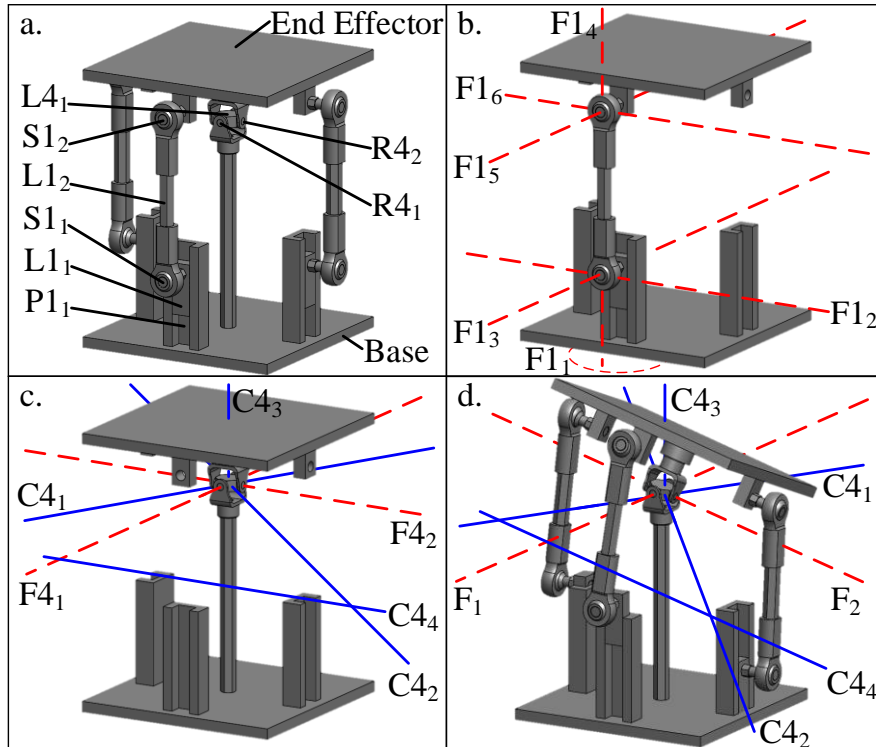 a.
End Effector
L4₁
S1₂
L1₂
S1₁
L1₁
P1₁
R4₂
R4₁
Base
b.
F1₄
F1₆
F1₅
F1₃
F1₂
F1₁
c.
C4₃
C4₁
F4₂
F4₁
C4₄
C4₂
d.
C4₃
C4₁
F₁
F₂
C4₄
C4₂